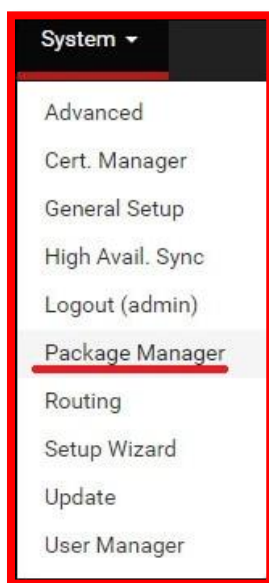 System
Advanced
Cert. Manager
General Setup
High Avail. Sync
Logout (admin)
Package Manager
Routing
Setup Wizard
Update
User Manager